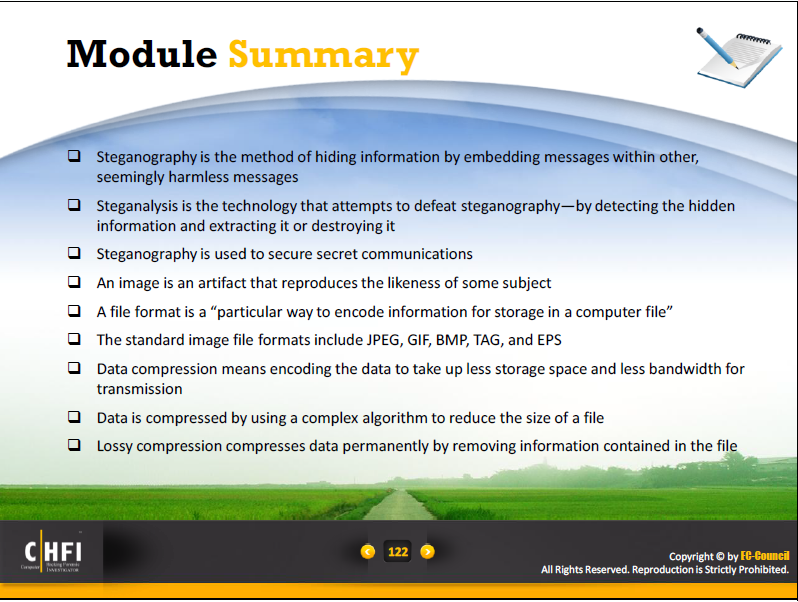 Module Summary
Steganography is the method of hiding information by embedding messages within other,
seemingly harmless messages
Steganalysis is the technology that attempts to defeat steganography—by detecting the hidden
information and extracting it or destroying it
Steganography is used to secure secret communications
An image is an artifact that reproduces the likeness of some subject
A file format is a “particular way to encode information for storage in a computer file”
The standard image file formats include JPEG, GIF, BMP, TAG, and EPS
Data compression means encoding the data to take up less storage space and less bandwidth for
transmission
Data is compressed by using a complex algorithm to reduce the size of a file
Lossy compression compresses data permanently by removing information contained in the file
CHFI
Computer Hacking Forensic
INVESTIGATOR
122
Copyright © by EC-Council
All Rights Reserved. Reproduction is Strictly Prohibited.